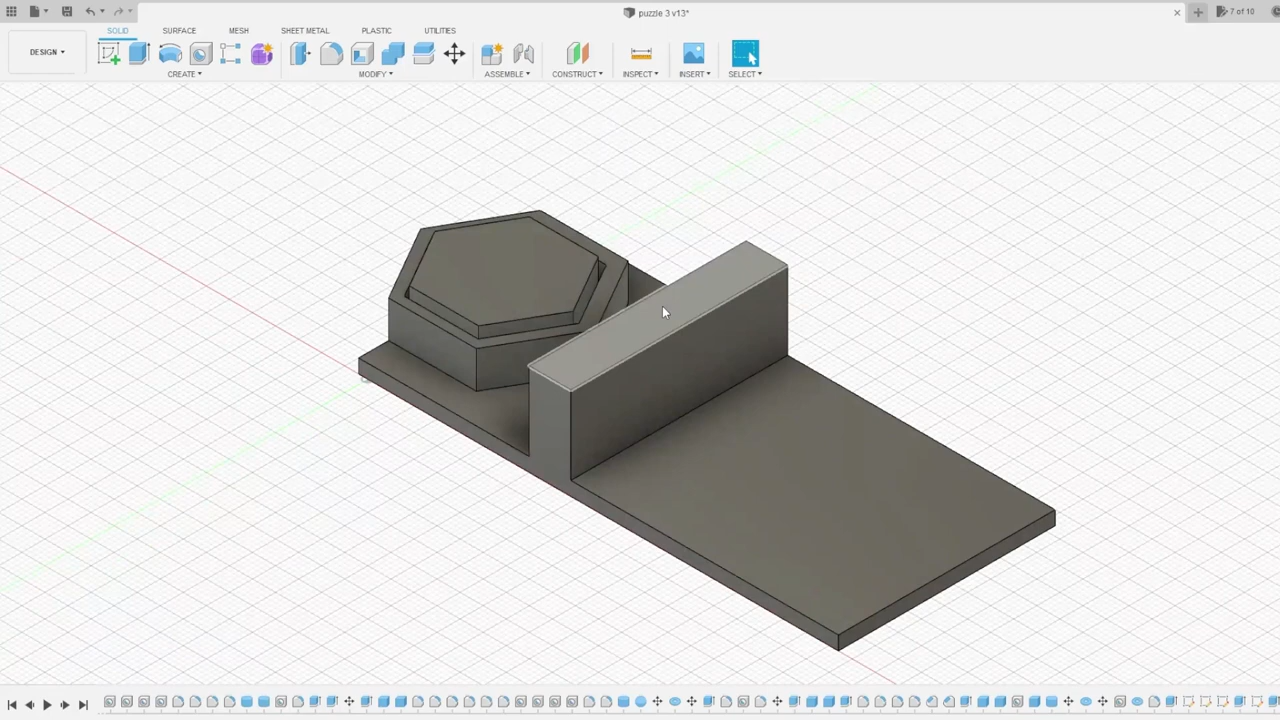 puzzle 3 v13*
7 of 10
SOLID SURFACE MESH SHEET METAL PLASTIC UTILITIES
DESIGN
CREATE MODIFY ASSEMBLE CONSTRUCT INSPECT INSERT SELECT